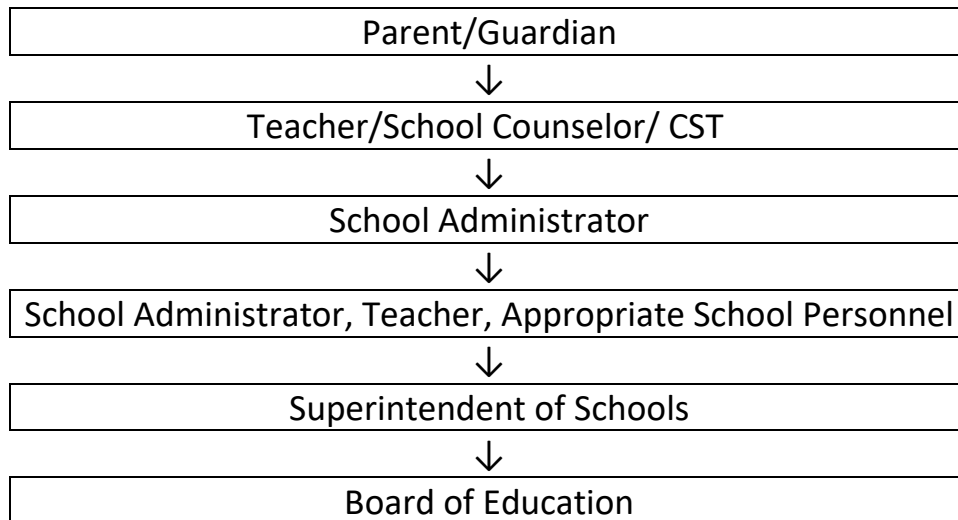 Parent/Guardian
↓
Teacher/School Counselor/ CST
↓
School Administrator
↓
School Administrator, Teacher, Appropriate School Personnel
↓
Superintendent of Schools
↓
Board of Education